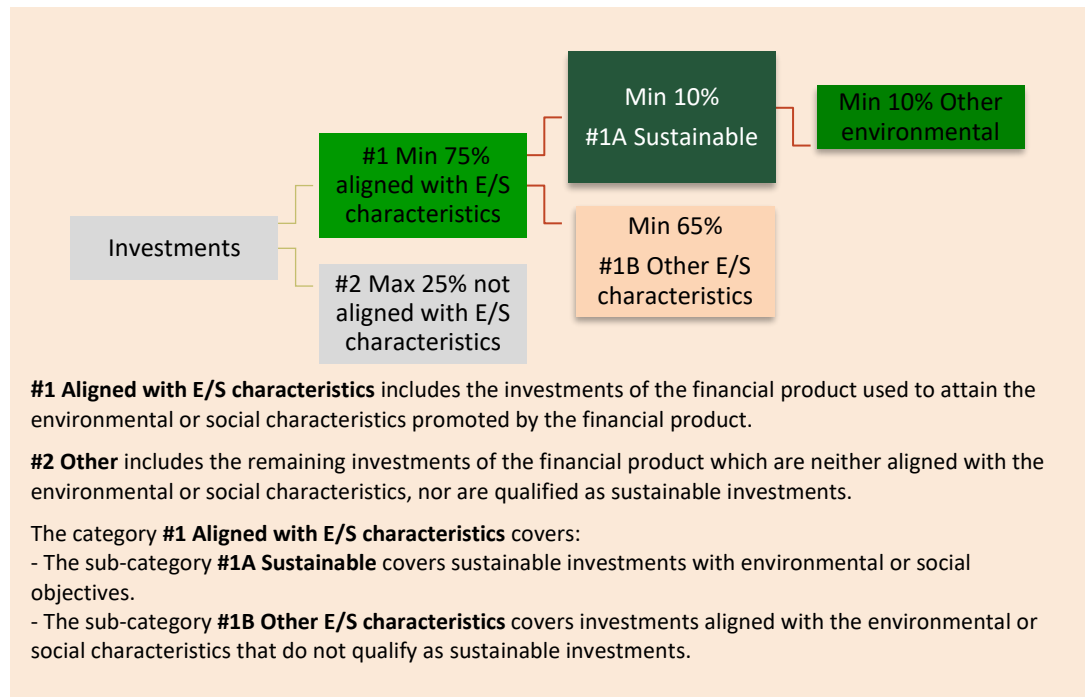 Investments
#1 Min 75%
aligned with E/S
characteristics
#2 Max 25% not
aligned with E/S
characteristics
Min 10%
#1A Sustainable
Min 65%
#1B Other E/S
characteristics
Min 10% Other
environmental
#1 Aligned with E/S characteristics includes the investments of the financial product used to attain the
environmental or social characteristics promoted by the financial product.
#2 Other includes the remaining investments of the financial product which are neither aligned with the
environmental or social characteristics, nor are qualified as sustainable investments.
The category #1 Aligned with E/S characteristics covers:
- The sub-category #1A Sustainable covers sustainable investments with environmental or social
objectives.
- The sub-category #1B Other E/S characteristics covers investments aligned with the environmental or
social characteristics that do not qualify as sustainable investments.